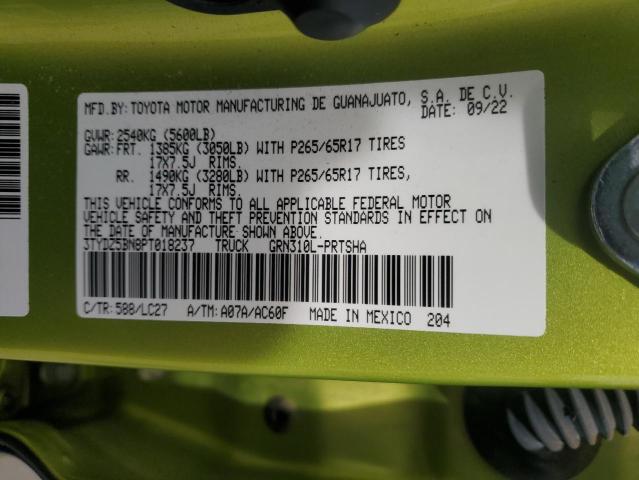 MFD.BY: TOYOTA MOTOR MANUFACTURING DE GUANAJUATO, S.A. DE C.V.
DATE: 09/22
GVWR: 2540KG (5600LB)
GAWR: FRT. 1385KG (3050LB) WITH P265/65R17 TIRES
17X7.5J RIMS.
RR. 1490KG (3280LB) WITH P265/65R17 TIRES,
17X7.5J RIMS.
THIS VEHICLE CONFORMS TO ALL APPLICABLE FEDERAL MOTOR
VEHICLE SAFETY AND THEFT PREVENTION STANDARDS IN EFFECT ON
THE DATE OF MANUFACTURE SHOWN ABOVE.
3TYDZ5BN8PT018237 TRUCK GRN310L-PRTSHA
C/TR: 588/LC27 A/TM: A07A/AC60F MADE IN MEXICO 204